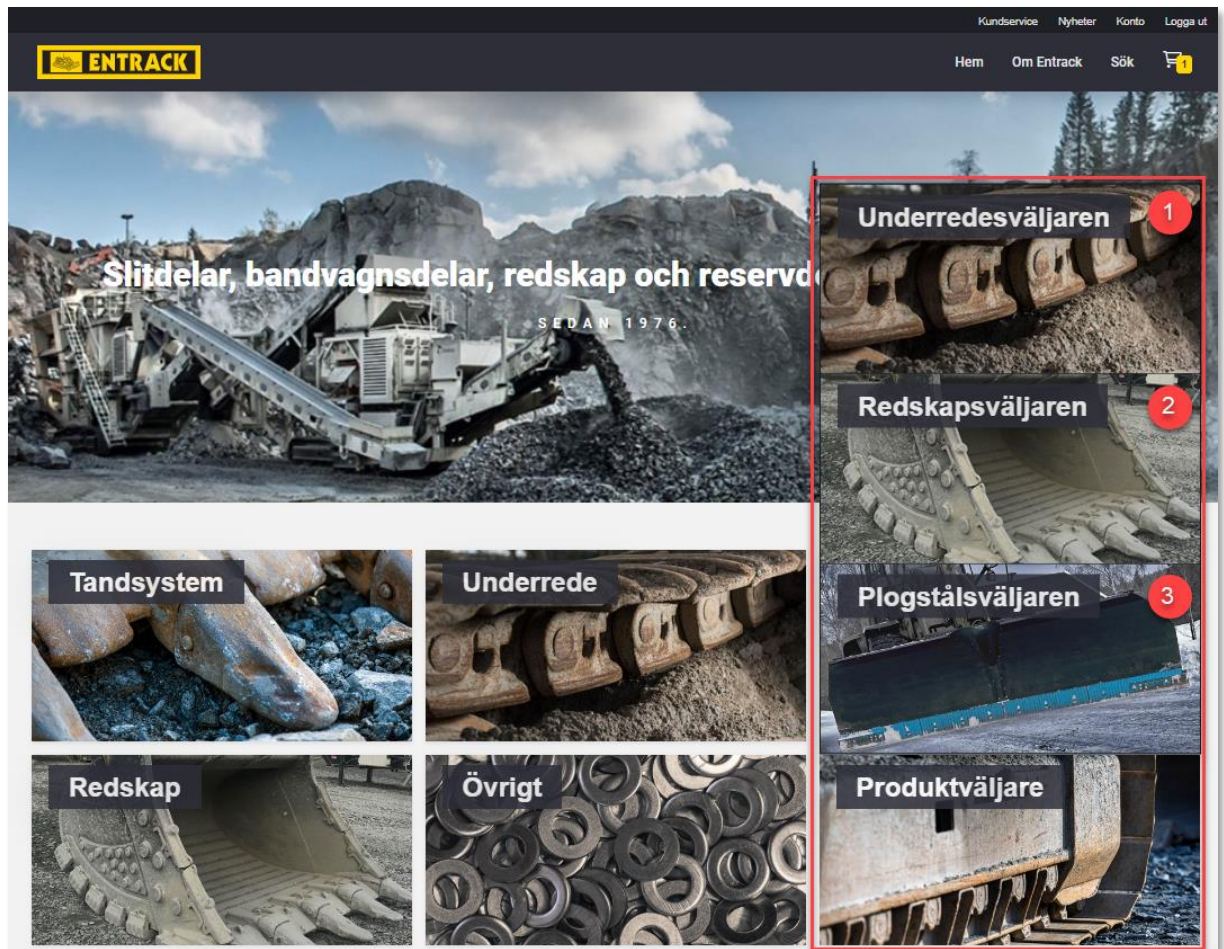 Kundservice Nyheter Konto Logga ut
ENTRACK
Hem Om Entrack Sök 1
Underredesväljaren 1
Slitdelar, bandvagnsdelar, redskap och
SEDAN 1976.
Redskapsväljaren 2
Plogstålsväljaren 3
Tandsystem
Underrede
Redskap
Övrigt
Produktväljare